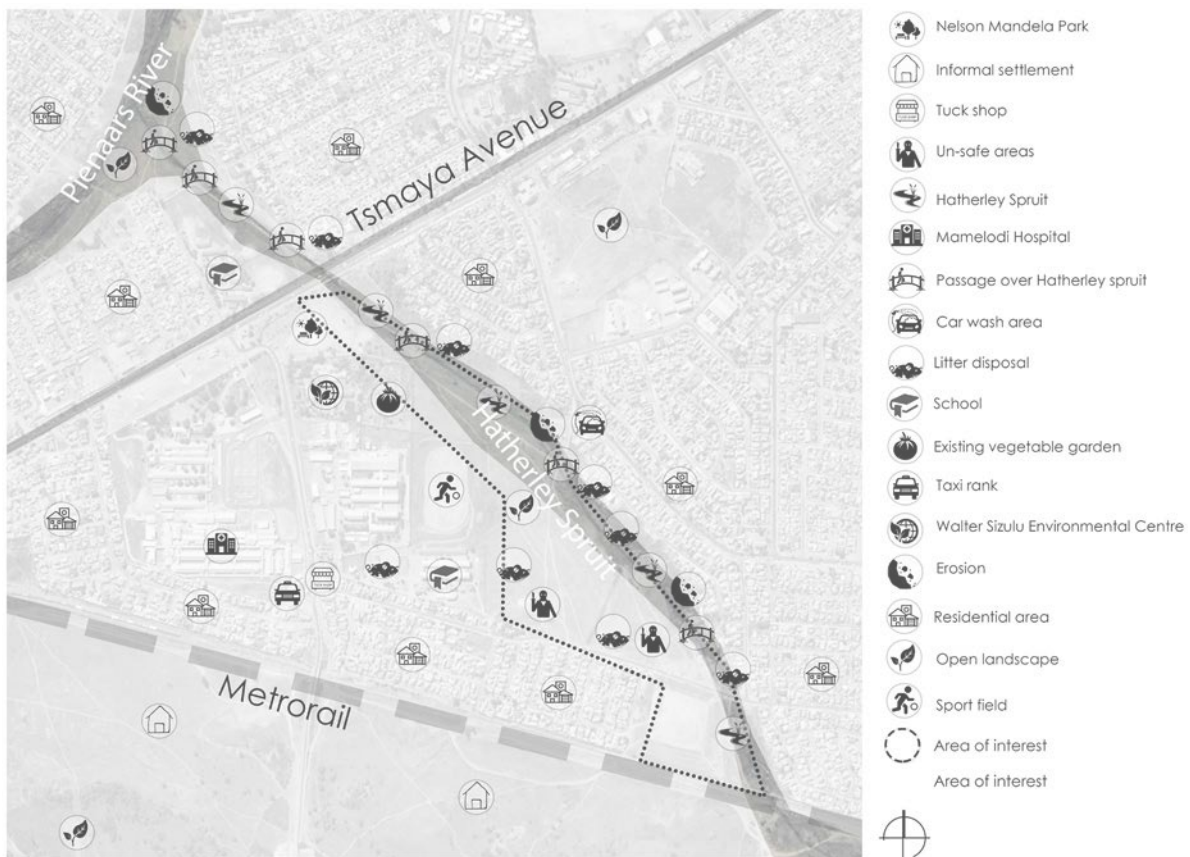 Pienaars River
Tsmaya Avenue
Hatherley Spruit
Metrorail
Nelson Mandela Park
Informal settlement
Tuck shop
Un-safe areas
Hatherley Spruit
Mamelodi Hospital
Passage over Hatherley spruit
Car wash area
Litter disposal
School
Existing vegetable garden
Taxi rank
Walter Sizulu Environmental Centre
Erosion
Residential area
Open landscape
Sport field
Area of interest
Area of interest